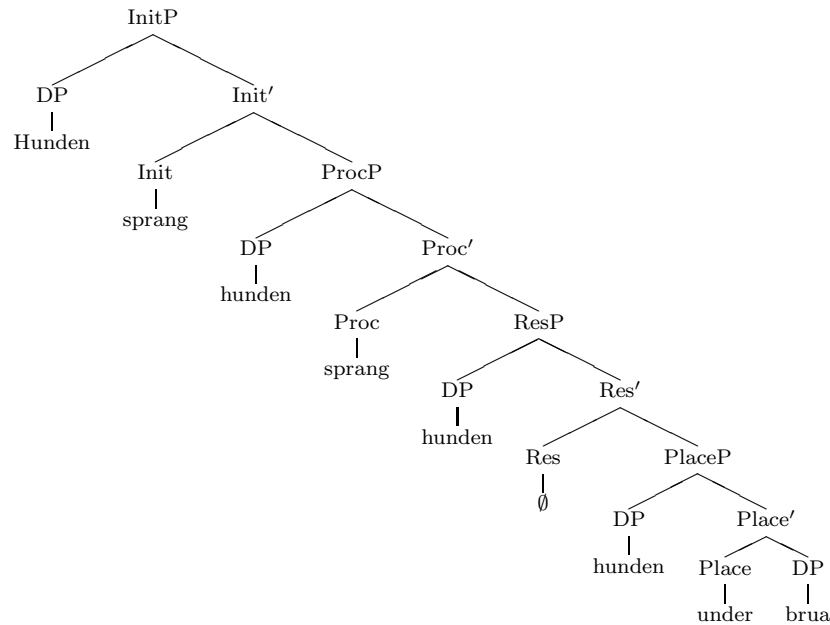 InitP
DP Init′
Hunden
Init ProcP
sprang
DP Proc′
hunden
Proc ResP
sprang
DP Res′
hunden
Res PlaceP
∅
DP Place′
hunden
Place DP
under brua